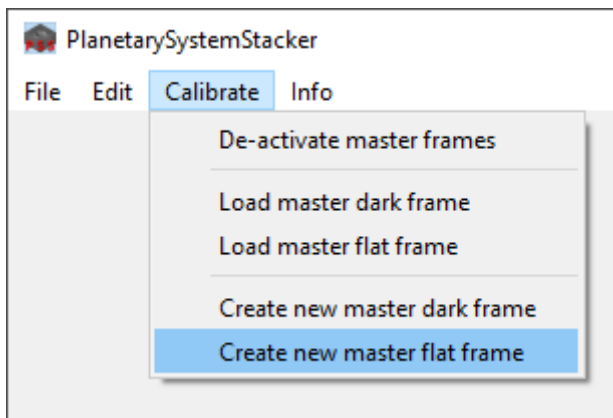 PlanetarySystemStacker
File Edit Calibrate Info
De-activate master frames
Load master dark frame
Load master flat frame
Create new master dark frame
Create new master flat frame